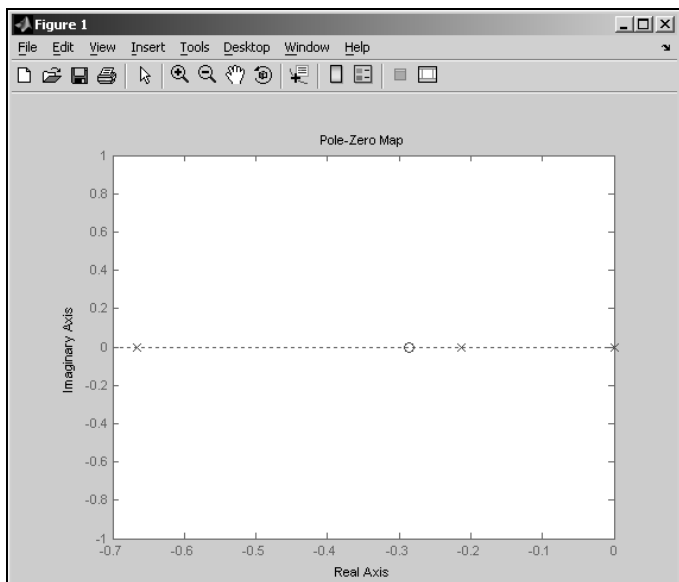 Figure 1
File Edit View Insert Tools Desktop Window Help
Pole-Zero Map
1
0.8
0.6
0.4
0.2
0
-0.2
-0.4
-0.6
-0.8
-1
Imaginary Axis
-0.7 -0.6 -0.5 -0.4 -0.3 -0.2 -0.1 0
Real Axis